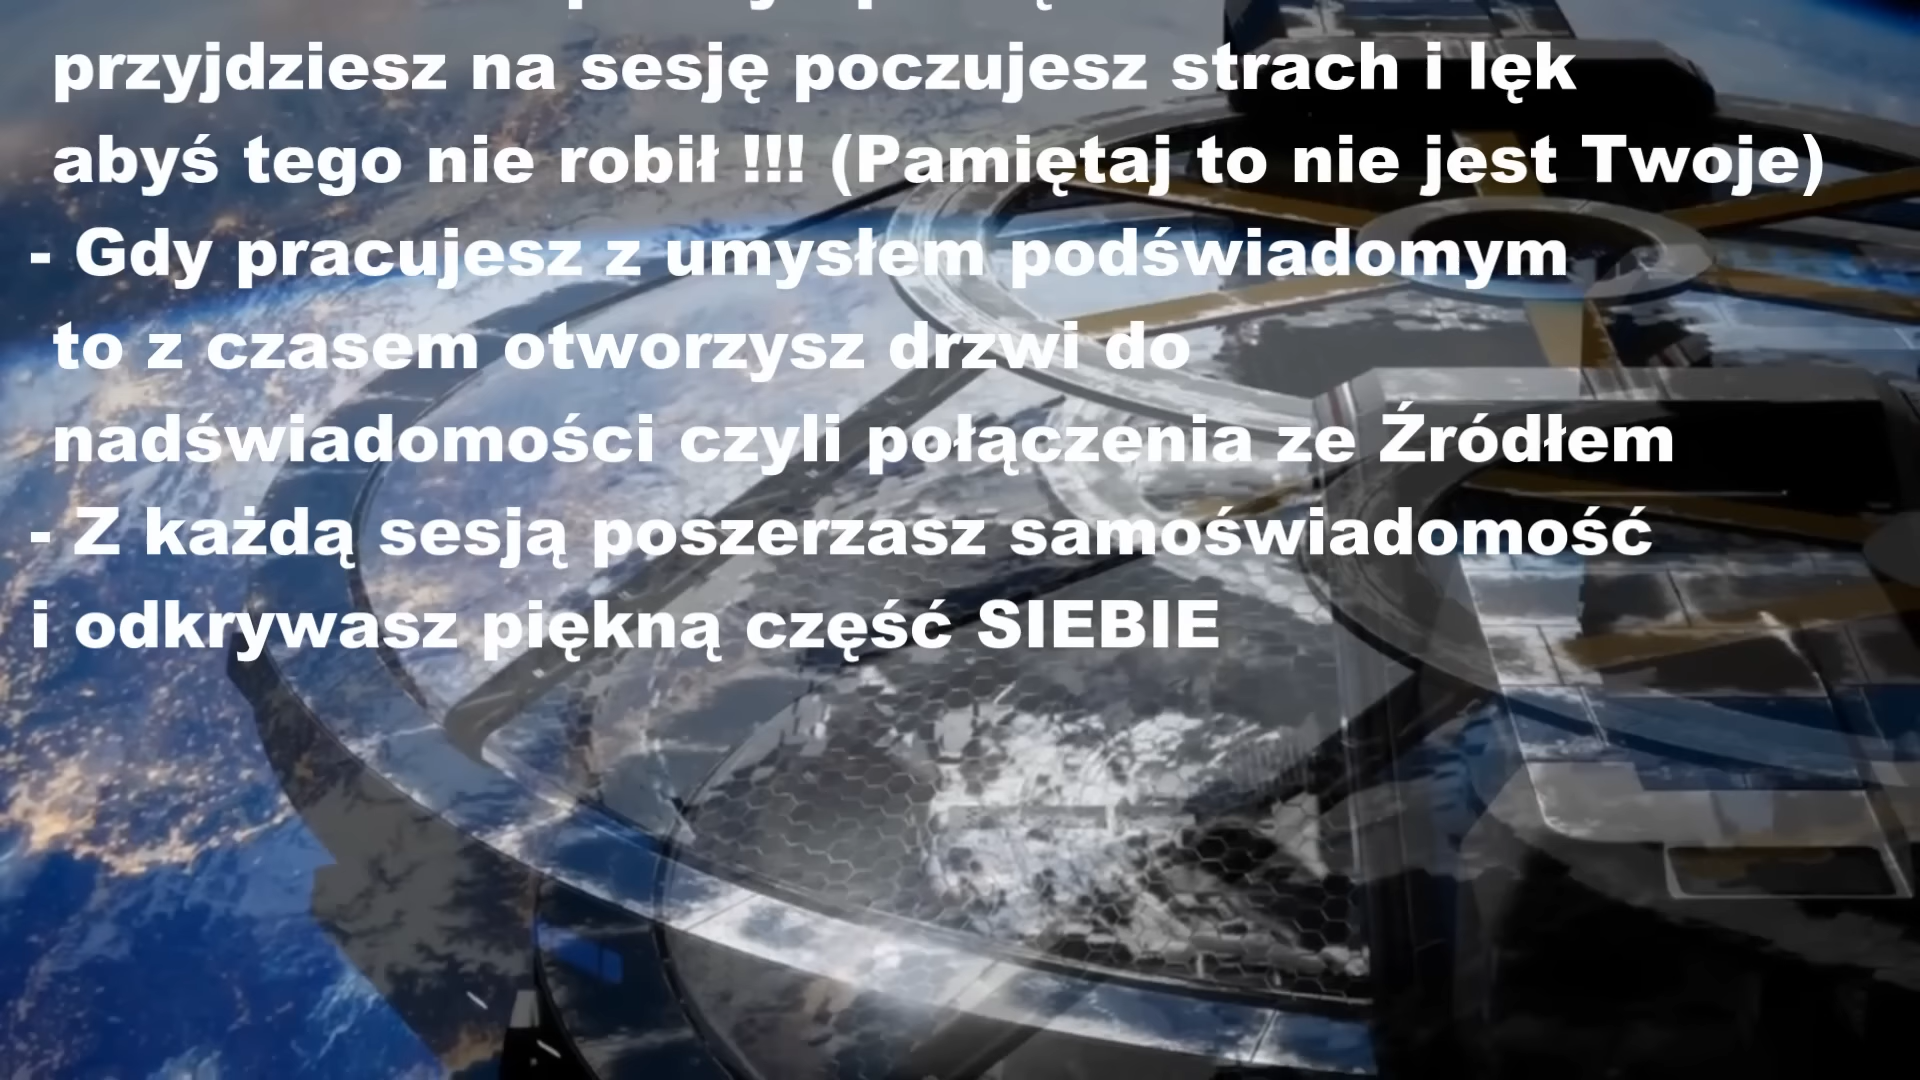 przyjdziesz na sesję poczujesz strach i lęk
abyś tego nie robił !!! (Pamiętaj to nie jest Twoje)
- Gdy pracujesz z umysłem podświadomym
to z czasem otworzysz drzwi do
nadświadomości czyli połączenia ze Źródłem
- Z każdą sesją poszerzasz samoświadomość
i odkrywasz piękną część SIEBIE